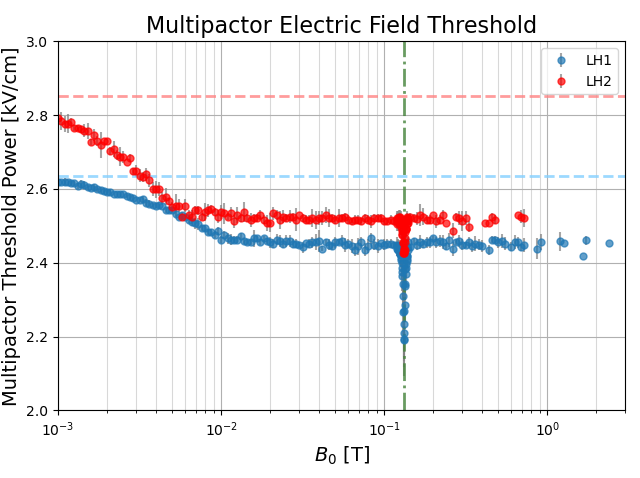 Multipactor Electric Field Threshold
Multipactor Threshold Power [kV/cm]
3.0
2.8
2.6
2.4
2.2
2.0
LH1
LH2
10⁻³
10⁻²
10⁻¹
10⁰
B₀ [T]